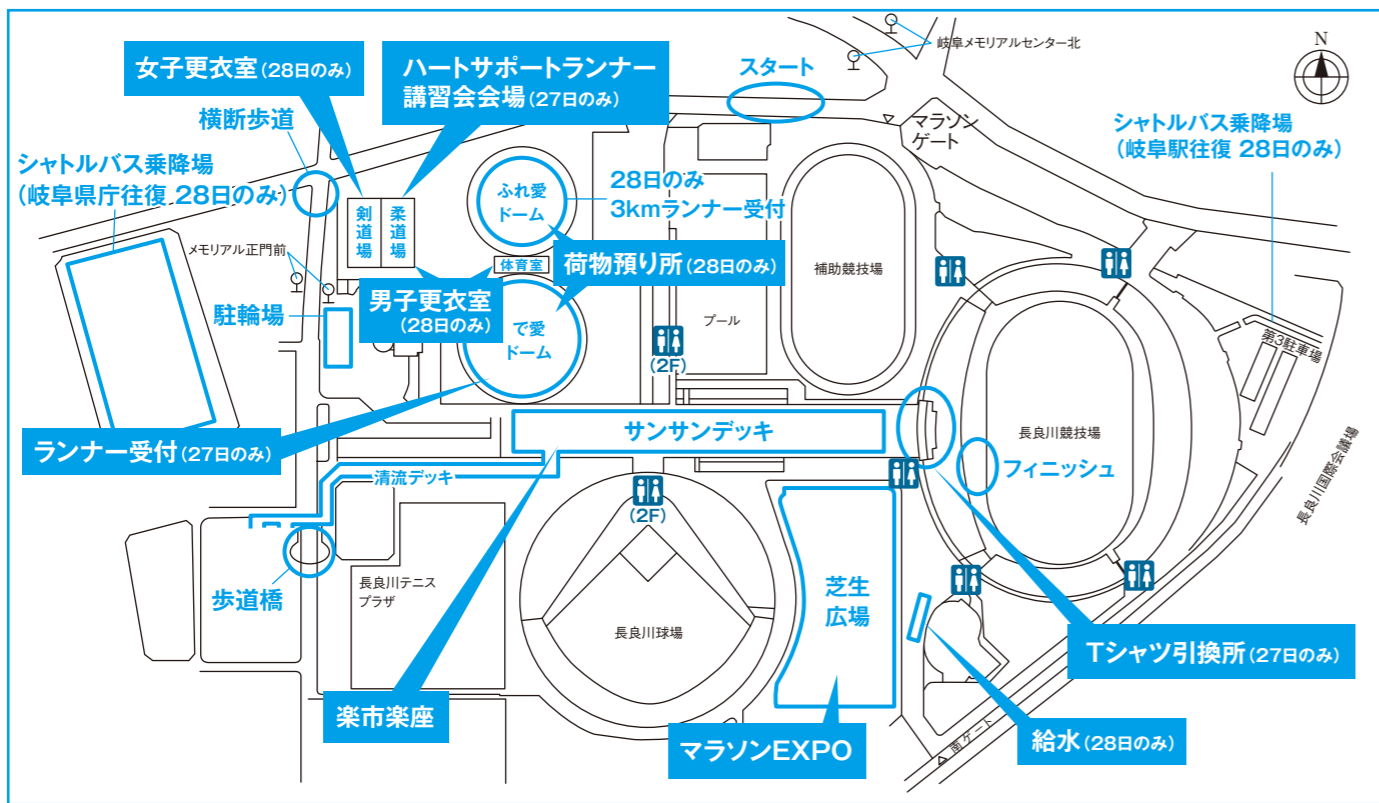 岐阜メモリアルセンター北
N
女子更衣室(28日のみ)
ハートサポートランナー
講習会会場(27日のみ)
スタート
横断歩道
マラソン
ゲート
シャトルバス乗降場
(岐阜駅往復 28日のみ)
シャトルバス乗降場
(岐阜県庁往復 28日のみ)
剣道場
柔道場
ふれ愛
ドーム
28日のみ
3kmランナー受付
メモリアル正門前
体育室
荷物預り所(28日のみ)
補助競技場
駐輪場
男子更衣室
(28日のみ)
で愛
ドーム
プール
(2F)
第3駐車場
ランナー受付(27日のみ)
サンサンデッキ
長良川競技場
フィニッシュ
長良川国際会議場
清流デッキ
(2F)
歩道橋
長良川テニス
プラザ
長良川球場
芝生
広場
Tシャツ引換所(27日のみ)
楽市楽座
マラソンEXPO
南ゲート
給水(28日のみ)